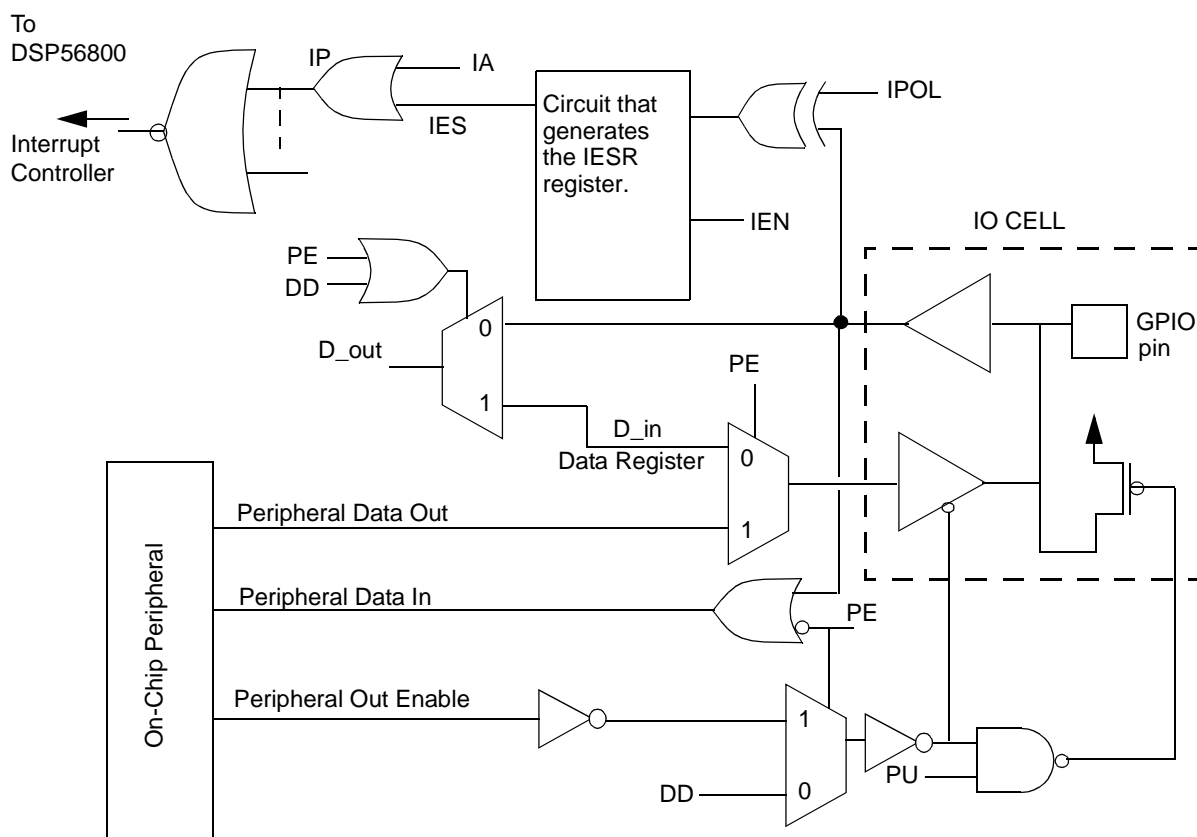 To
DSP56800
Interrupt
Controller
IP
IA
IES
Circuit that
generates
the IESR
register.
IPOL
IEN
IO CELL
PE
DD
0
1
D_out
GPIO
pin
PE
D_in
Data Register
0
1
On-Chip Peripheral
Peripheral Data Out
Peripheral Data In
PE
Peripheral Out Enable
1
0
DD
PU